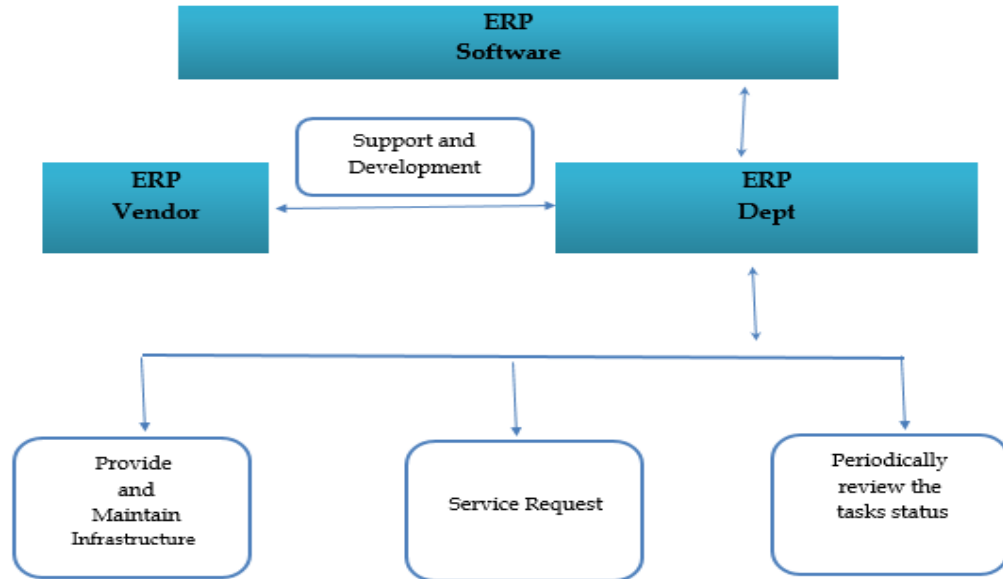 ERP
Software
Support and
Development
ERP
Vendor
ERP
Dept
Provide
and
Maintain
Infrastructure
Service Request
Periodically
review the
tasks status